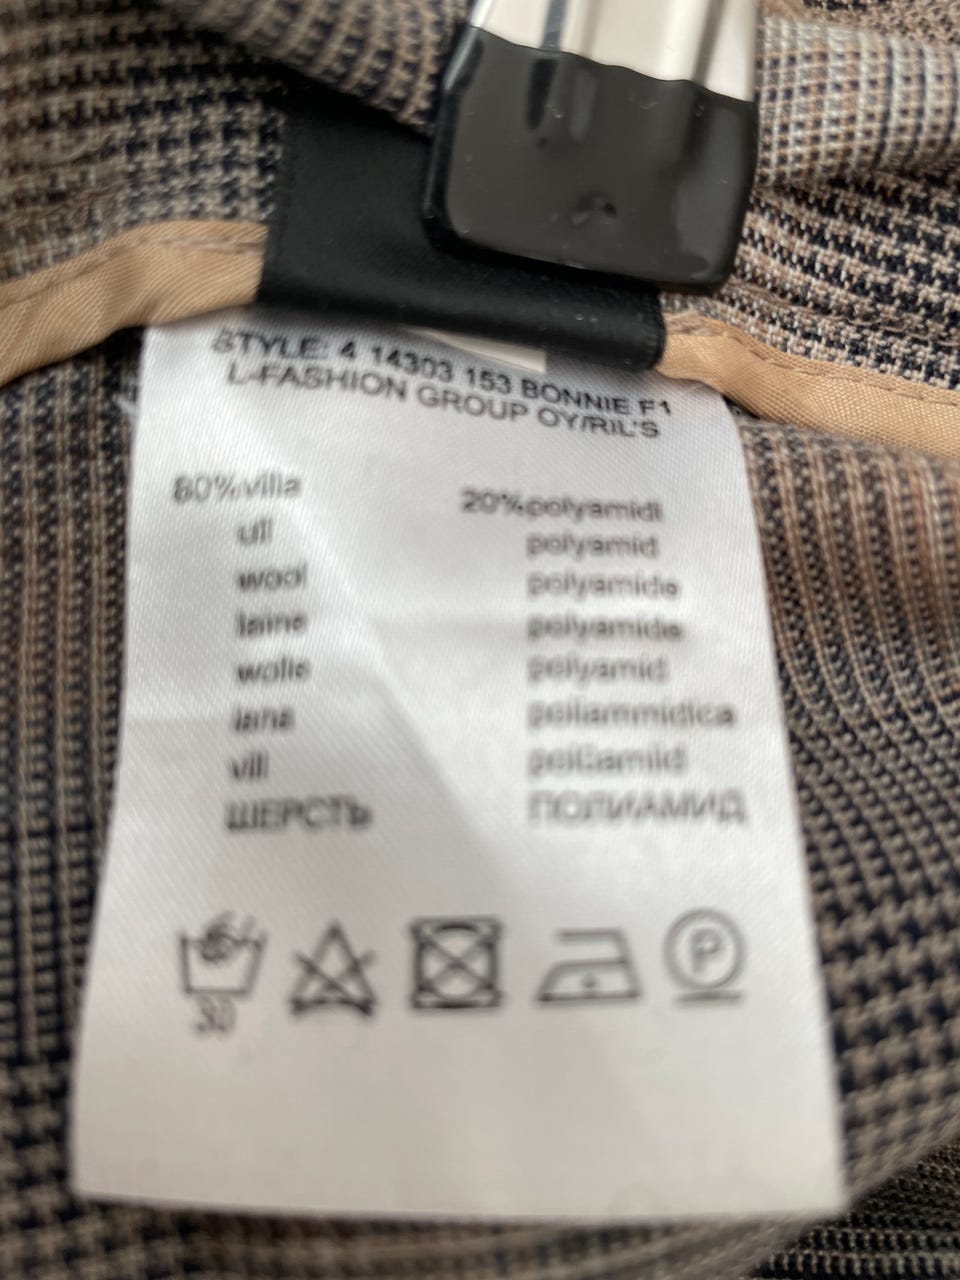 STYLE: 4 14303 153 BONNIE F1
L-FASHION GROUP OY/RIL'S
80%villa 20%polyamidi
ull polyamid
wool polyamide
laine polyamide
wolle polyamid
lana poliammidica
vill polüamiid
ШЕРСТЬ ПОЛИАМИД
30 P